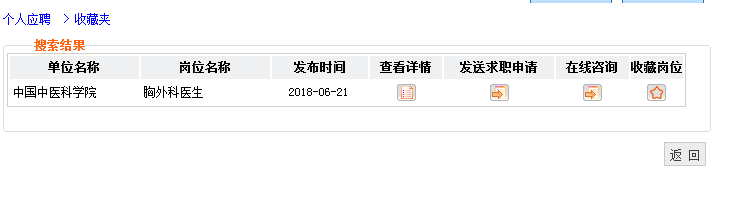 个人应聘 > 收藏夹
搜索结果
单位名称 岗位名称 发布时间 查看详情 发送求职申请 在线咨询 收藏岗位
中国中医科学院 胸外科医生 2018-06-21
返 回